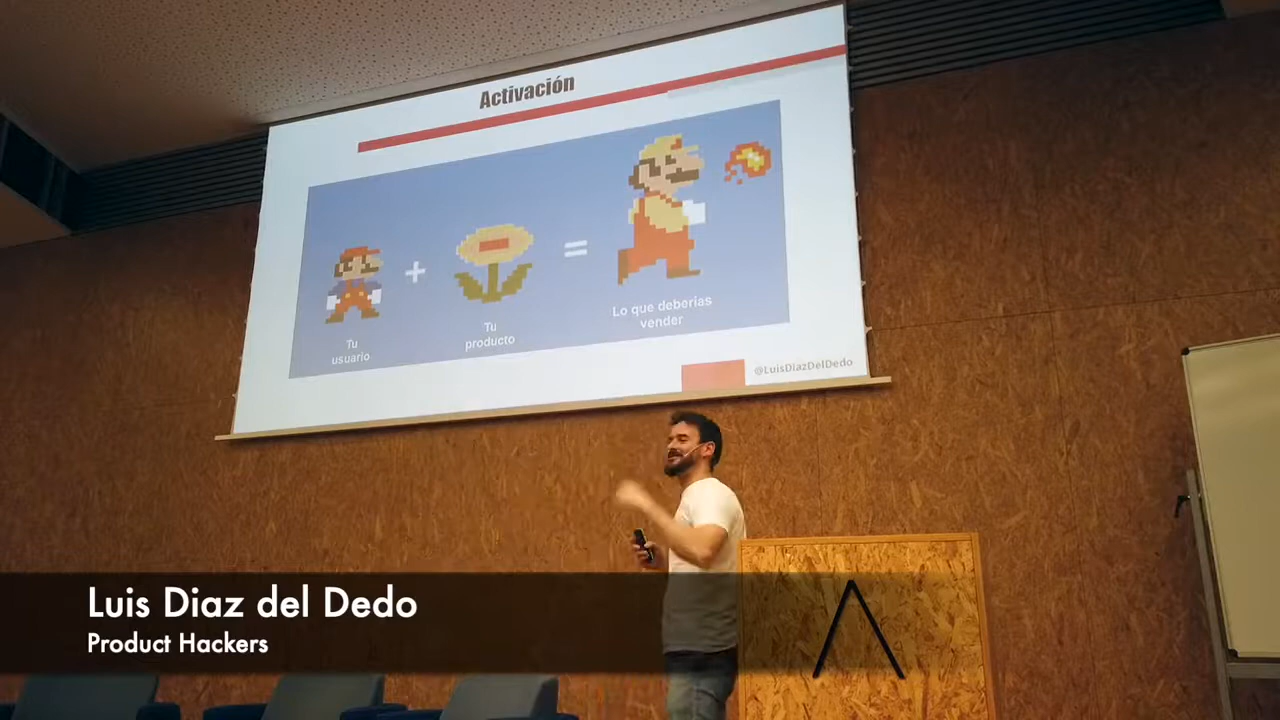 Activación
+
=
Tu
usuario
Tu
producto
Lo que deberías
vender
@LuisDiazDelDedo
Luis Diaz del Dedo
Product Hackers